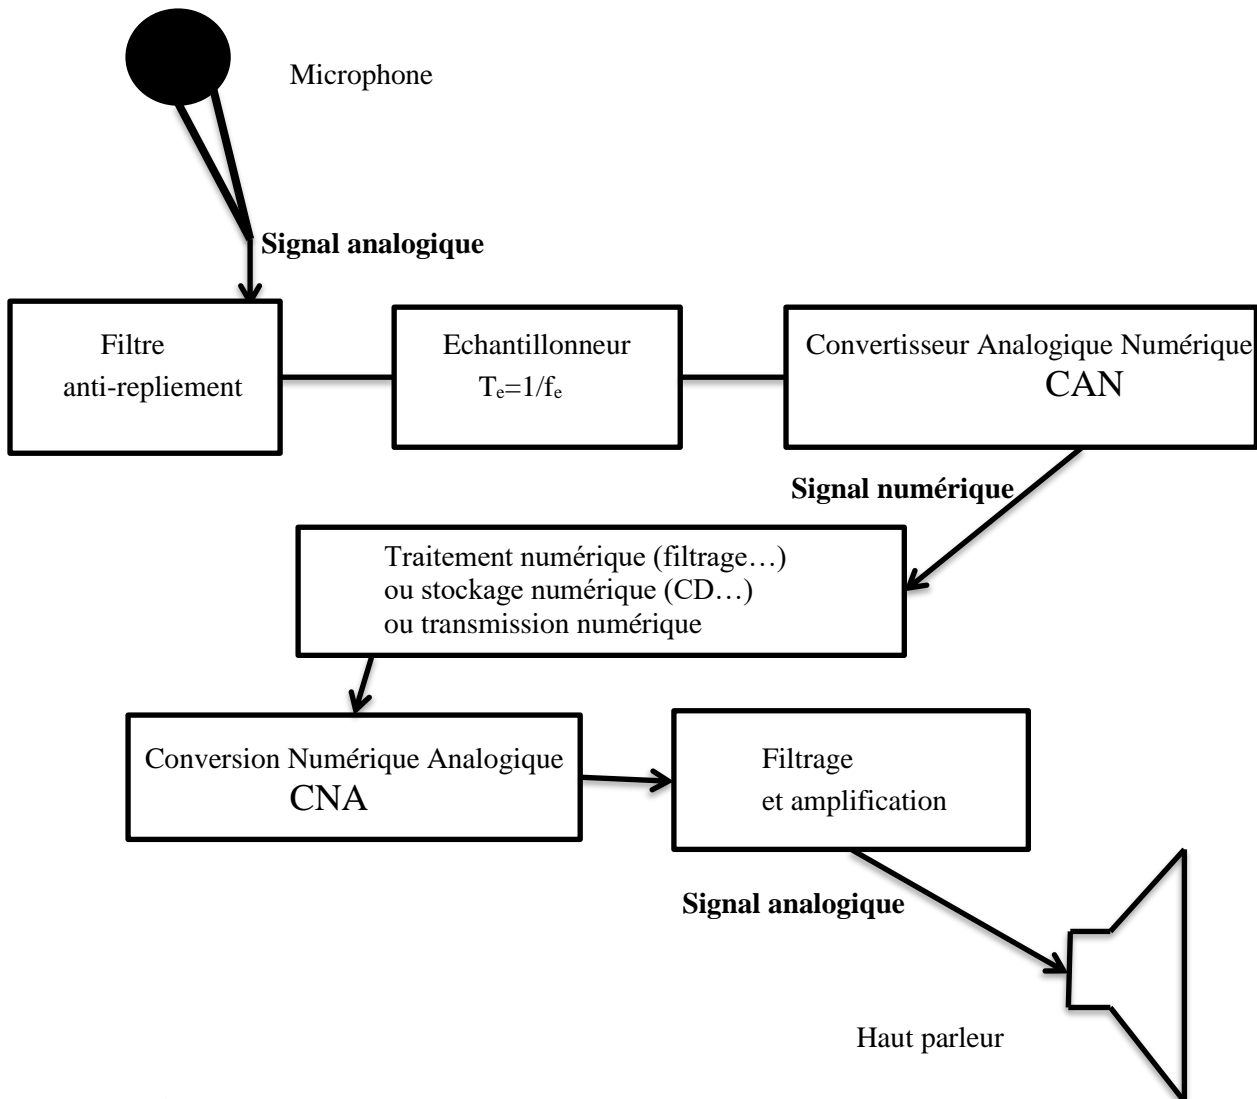 Microphone
Signal analogique
Filtre
anti-repliement
Echantillonneur
Te=1/fe
Convertisseur Analogique Numérique
CAN
Signal numérique
Traitement numérique (filtrage…)
ou stockage numérique (CD…)
ou transmission numérique
Conversion Numérique Analogique
CNA
Filtrage
et amplification
Signal analogique
Haut parleur